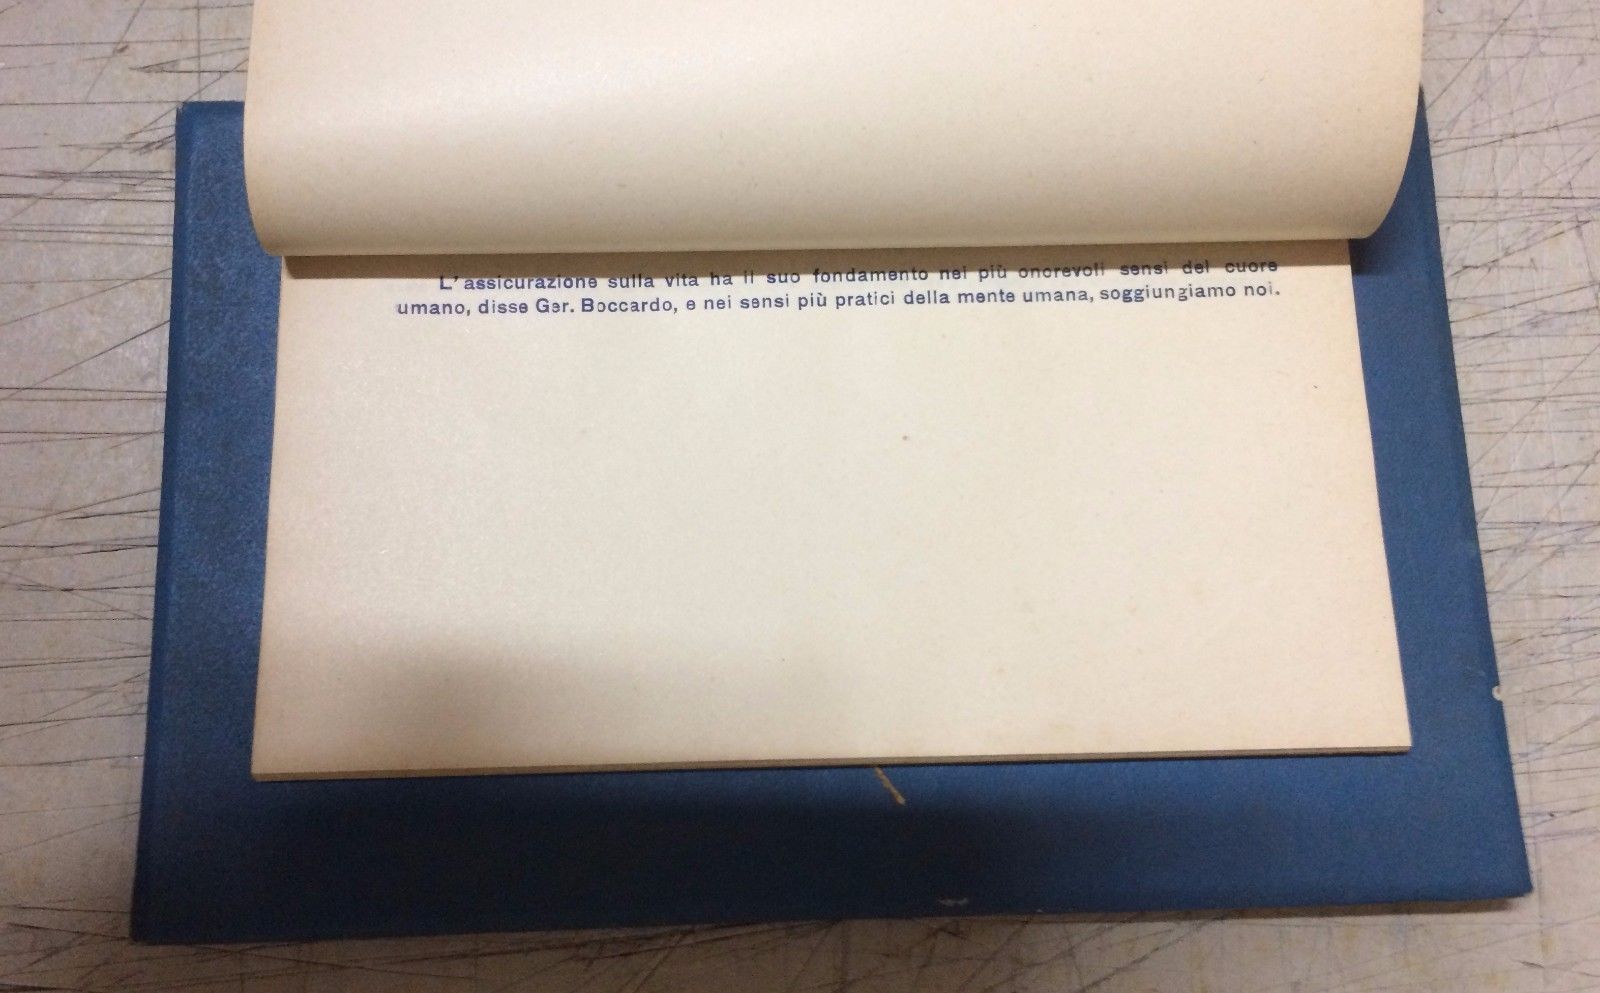 L'assicurazione sulla vita ha il suo fondamento nei più onorevoli sensi del cuore
umano, disse Ger. Boccardo, e nei sensi più pratici della mente umana, soggiungiamo noi.